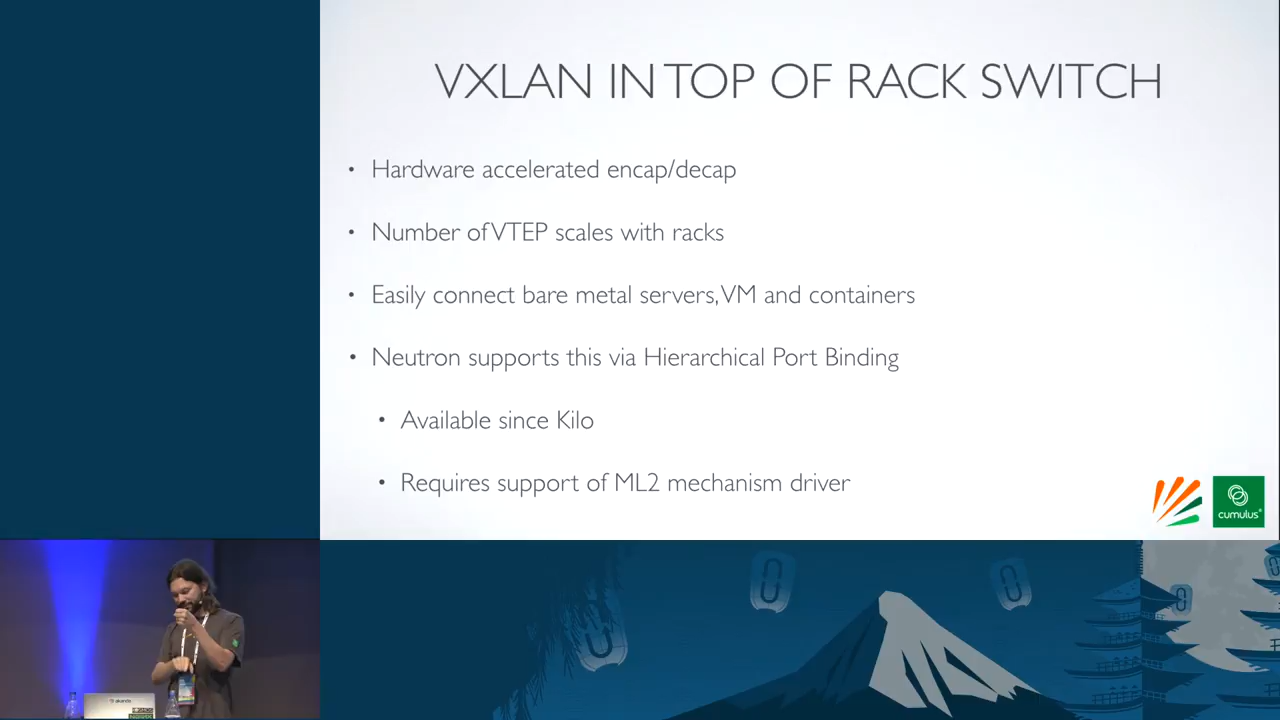 VXLAN IN TOP OF RACK SWITCH
• Hardware accelerated encap/decap
• Number of VTEP scales with racks
• Easily connect bare metal servers, VM and containers
• Neutron supports this via Hierarchical Port Binding
• Available since Kilo
• Requires support of ML2 mechanism driver
cumulus
akanda